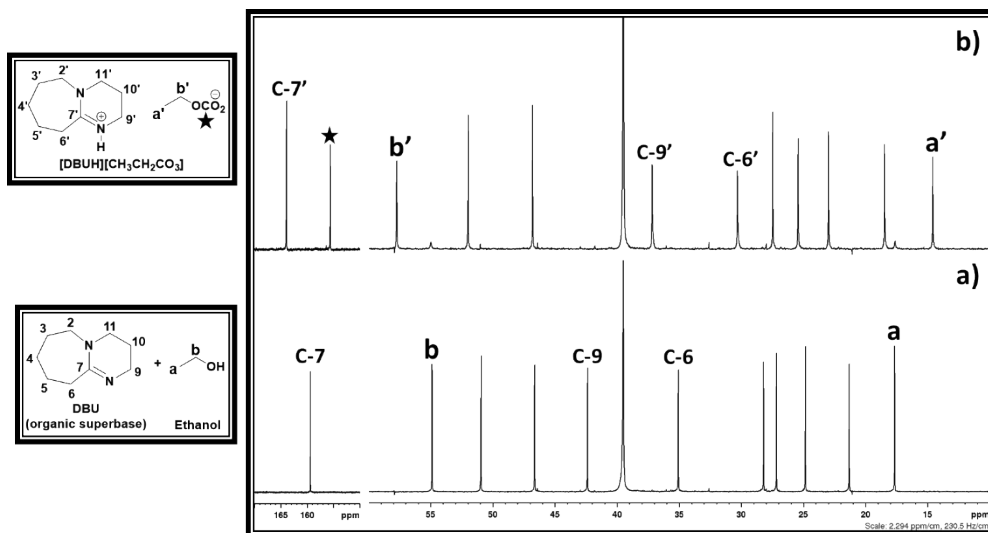 3'
2'
11'
10'
4'
N
7'
5'
6'
N
⊕
H
9'
b'
a'
OCO2
⊖
★
[DBUH][CH3CH2CO3]
3
2
11
10
4
N
7
N
9
5
6
+
b
a
OH
DBU
(organic superbase)
Ethanol
b)
C-7’
★
b’
C-9’
C-6’
a’
a)
C-7
b
C-9
C-6
a
165 160 ppm 55 50 45 40 35 30 25 20 15 ppm
Scale: 2.294 ppm/cm, 230.5 Hz/cm